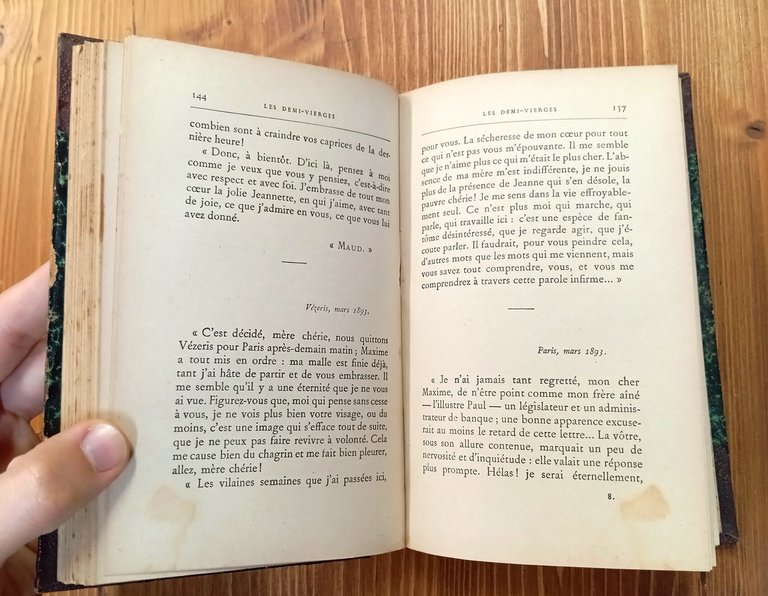 144
LES DEMI-VIERGES
combien sont à craindre vos caprices de la der-
nière heure!
« Donc, à bientôt. D'ici là, pensez à moi
comme je veux que vous y pensiez, c'est-à-dire
avec respect et avec foi. J'embrasse de tout mon
cœur la jolie Jeannette, en qui j'aime, avec tant
de joie, ce que j'admire en vous, ce que vous lui
avez donné.
« MAUD. »
Vézeris, mars 1893.
« C'est décidé, mère chérie, nous quittons
Vézeris pour Paris après-demain matin; Maxime
a tout mis en ordre : ma malle est finie déjà,
tant j'ai hâte de partir et de vous embrasser. Il
me semble qu'il y a une éternité que je ne vous
ai vue. Figurez-vous que, moi qui pense sans cesse
à vous, je ne vois plus bien votre visage, ou du
moins, c'est une image qui s'efface tout de suite,
que je ne peux pas faire revivre à volonté. Cela
me cause bien du chagrin et me fait bien pleurer,
allez, mère chérie!
« Les vilaines semaines que j'ai passées ici,
LES DEMI-VIERGES
137
pour vous. La sécheresse de mon cœur pour tout
ce qui n'est pas vous m'épouvante. Il me semble
que je n'aime plus ce qui m'était le plus cher. L'ab-
sence de ma mère m'est indifférente, je ne jouis
plus de la présence de Jeanne qui s'en désole, la
pauvre chérie! Je me sens dans la vie effroyable-
ment seul. Ce n'est plus moi qui marche, qui
parle, qui travaille ici : c'est une espèce de fan-
tôme désintéressé, que je regarde agir, que j'é-
coute parler. Il faudrait, pour vous peindre cela,
d'autres mots que les mots qui me viennent, mais
vous savez tout comprendre, vous, et vous me
comprendrez à travers cette parole infirme... »
Paris, mars 1893.
« Je n'ai jamais tant regretté, mon cher
Maxime, de n'être point comme mon frère aîné
— l'illustre Paul — un législateur et un adminis-
trateur de banque; une bonne apparence excuse-
rait au moins le retard de cette lettre... La vôtre,
sous son allure contenue, marquait un peu de
nervosité et d'inquiétude : elle valait une réponse
plus prompte. Hélas! je serai éternellement,
8.